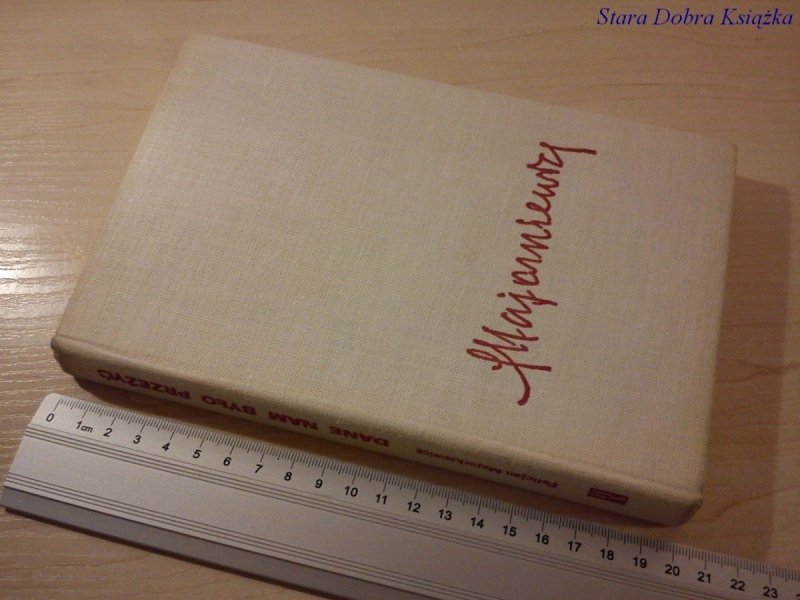 Stara Dobra Książka
Majorkiewicz
DANE NAM BYŁO PRZEŻYĆ
Felicjan Majorkiewicz
0 1cm 2 3 4 5 6 7 8 9 10 11 12 13 14 15 16 17 18 19 20 21 22 23